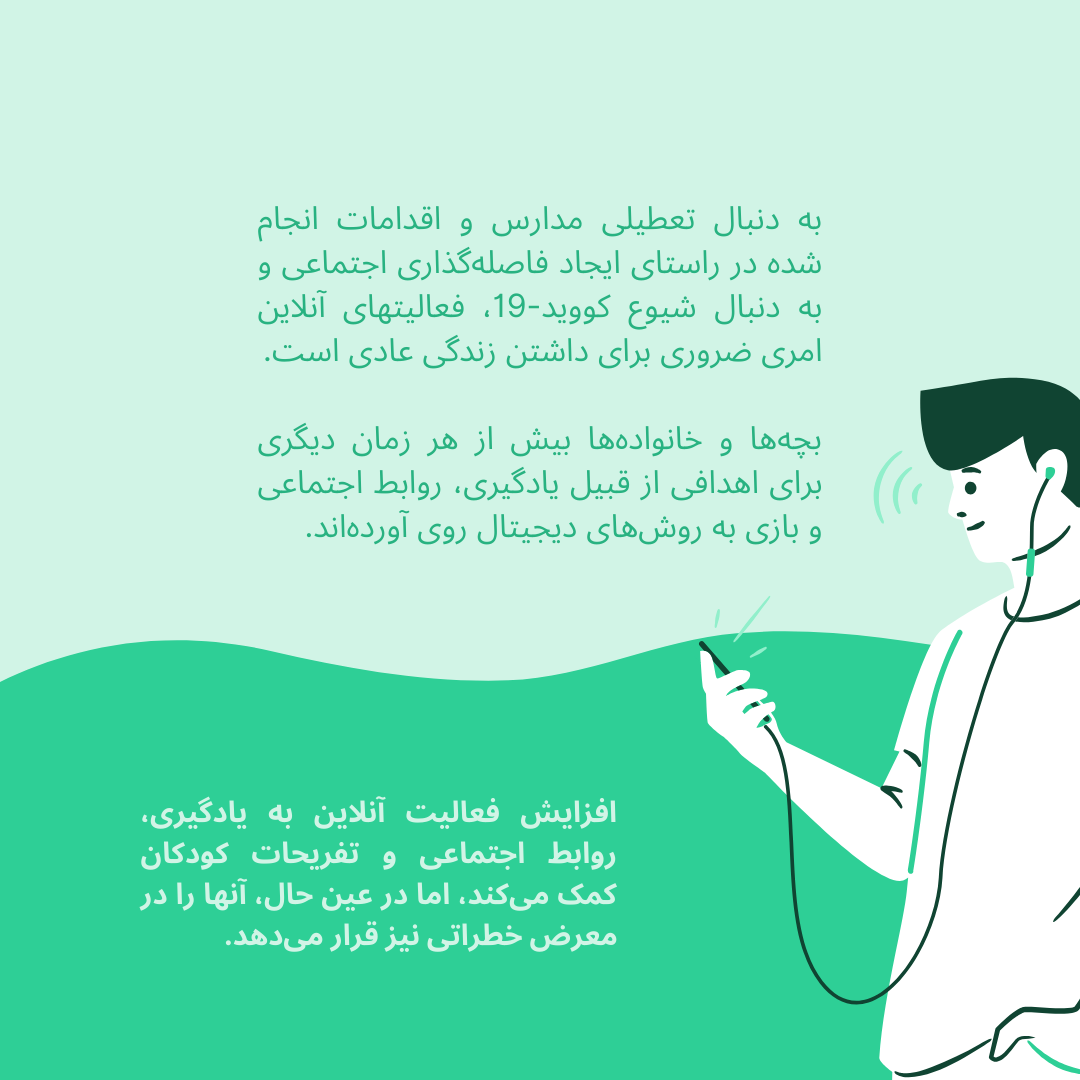 به دنبال تعطیلی مدارس و اقدامات انجام
شده در راستای ایجاد فاصله‌گذاری اجتماعی و
به دنبال شیوع کووید-19، فعالیتهای آنلاین
امری ضروری برای داشتن زندگی عادی است.
بچه‌ها و خانواده‌ها بیش از هر زمان دیگری
برای اهدافی از قبیل یادگیری، روابط اجتماعی
و بازی به روش‌های دیجیتال روی آورده‌اند.
افزایش فعالیت آنلاین به یادگیری،
روابط اجتماعی و تفریحات کودکان
کمک می‌کند، اما در عین حال، آنها را در
معرض خطراتی نیز قرار می‌دهد.